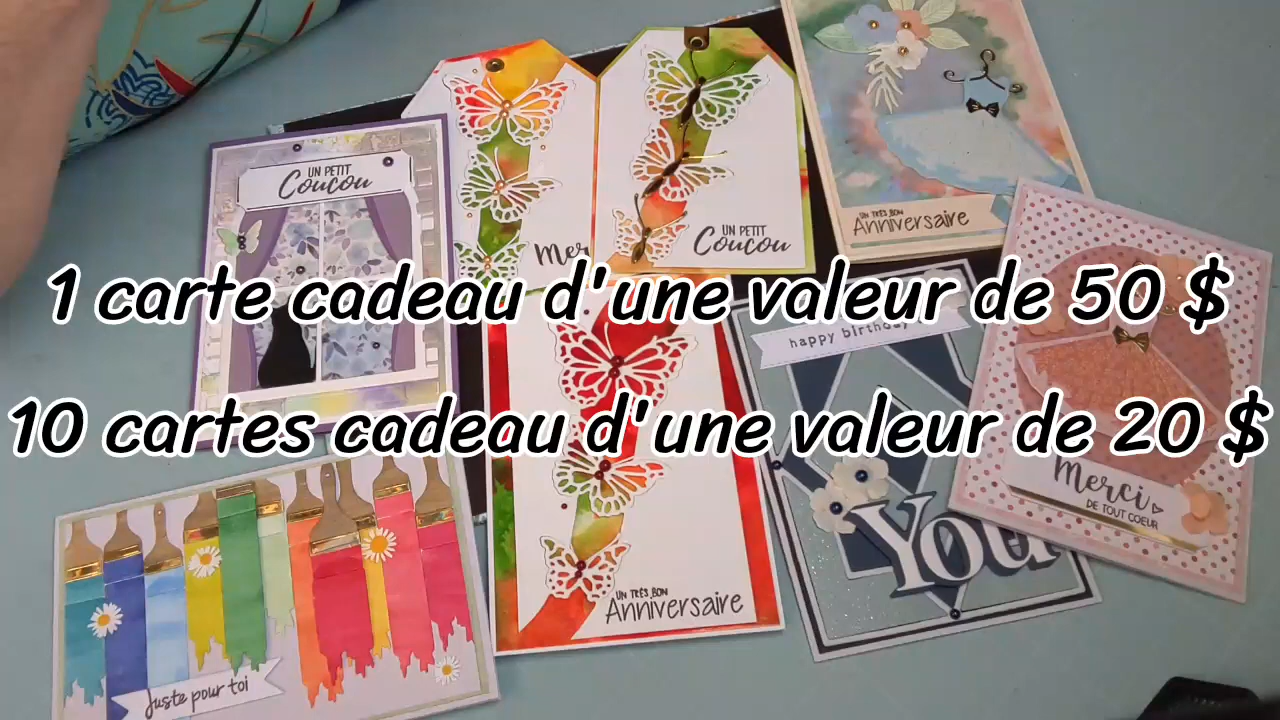 UN PETIT
Coucou
Mer
UN PETIT
Coucou
UN TRÈS BON
Anniversaire
1 carte cadeau d'une valeur de 50 $
happy birthday
10 cartes cadeau d'une valeur de 20 $
Merci
DE TOUT COEUR
You
UN TRÈS BON
Anniversaire
Juste pour toi